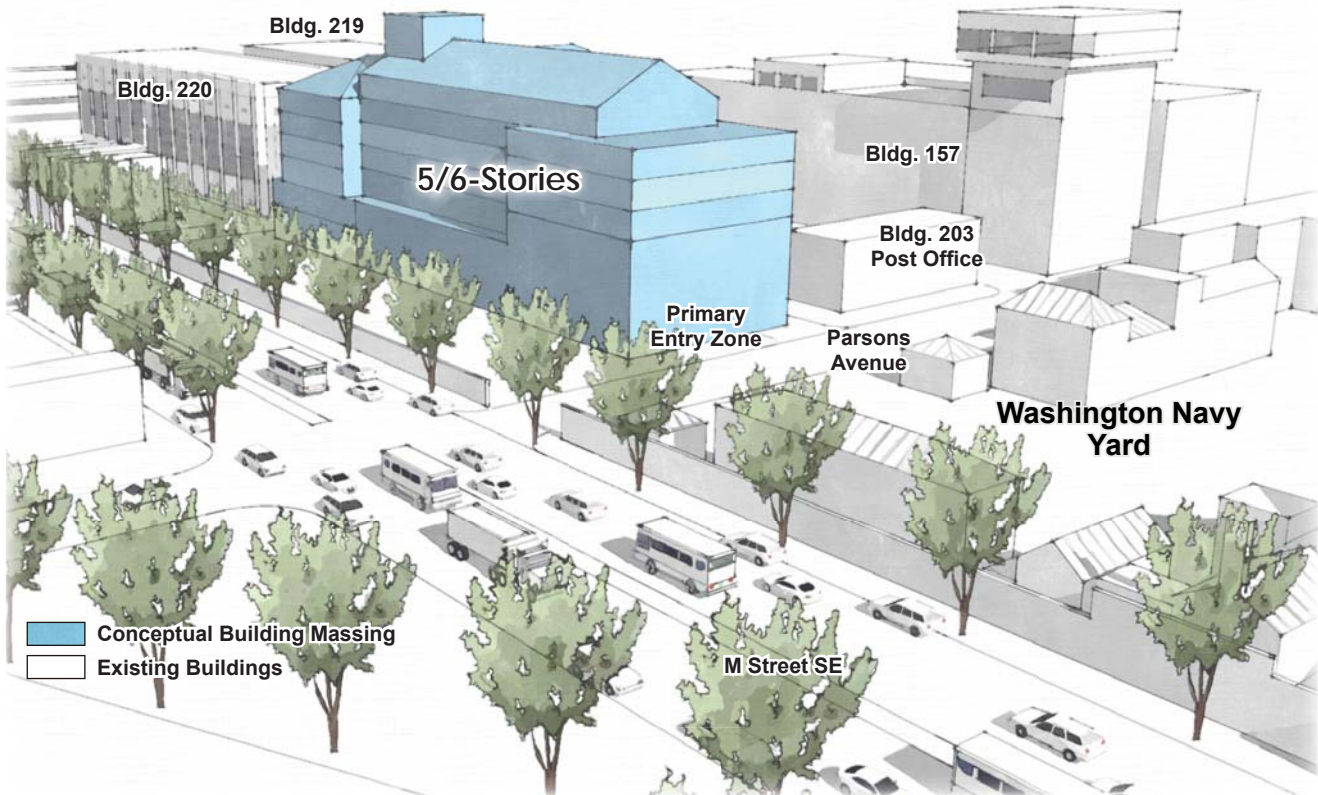 Bldg. 219
Bldg. 220
5/6-Stories
Bldg. 157
Bldg. 203
Post Office
Primary
Entry Zone
Parsons
Avenue
Washington Navy
Yard
Conceptual Building Massing
Existing Buildings
M Street SE